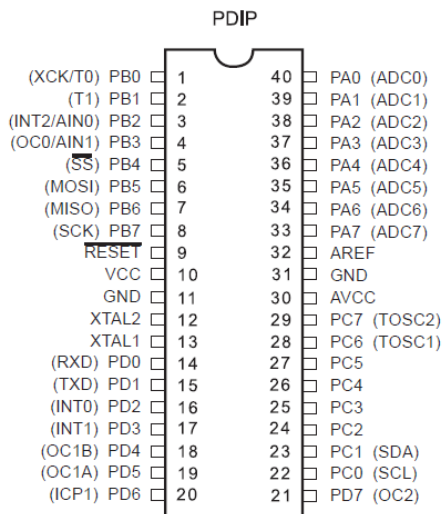 PDIP
(XCK/T0) PB0 1 40 PA0 (ADC0)
(T1) PB1 2 39 PA1 (ADC1)
(INT2/AIN0) PB2 3 38 PA2 (ADC2)
(OC0/AIN1) PB3 4 37 PA3 (ADC3)
(SS) PB4 5 36 PA4 (ADC4)
(MOSI) PB5 6 35 PA5 (ADC5)
(MISO) PB6 7 34 PA6 (ADC6)
(SCK) PB7 8 33 PA7 (ADC7)
RESET 9 32 AREF
VCC 10 31 GND
GND 11 30 AVCC
XTAL2 12 29 PC7 (TOSC2)
XTAL1 13 28 PC6 (TOSC1)
(RXD) PD0 14 27 PC5
(TXD) PD1 15 26 PC4
(INT0) PD2 16 25 PC3
(INT1) PD3 17 24 PC2
(OC1B) PD4 18 23 PC1 (SDA)
(OC1A) PD5 19 22 PC0 (SCL)
(ICP1) PD6 20 21 PD7 (OC2)